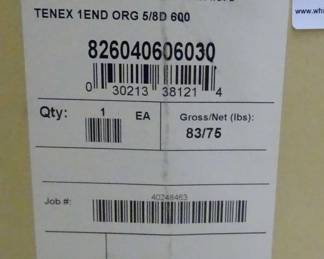 TENEX 1END ORG 5/8D 600
826040606030
0 30213 38121 4
Qty: 1 EA
Gross/Net (lbs):
83/75
Job #:
40248463